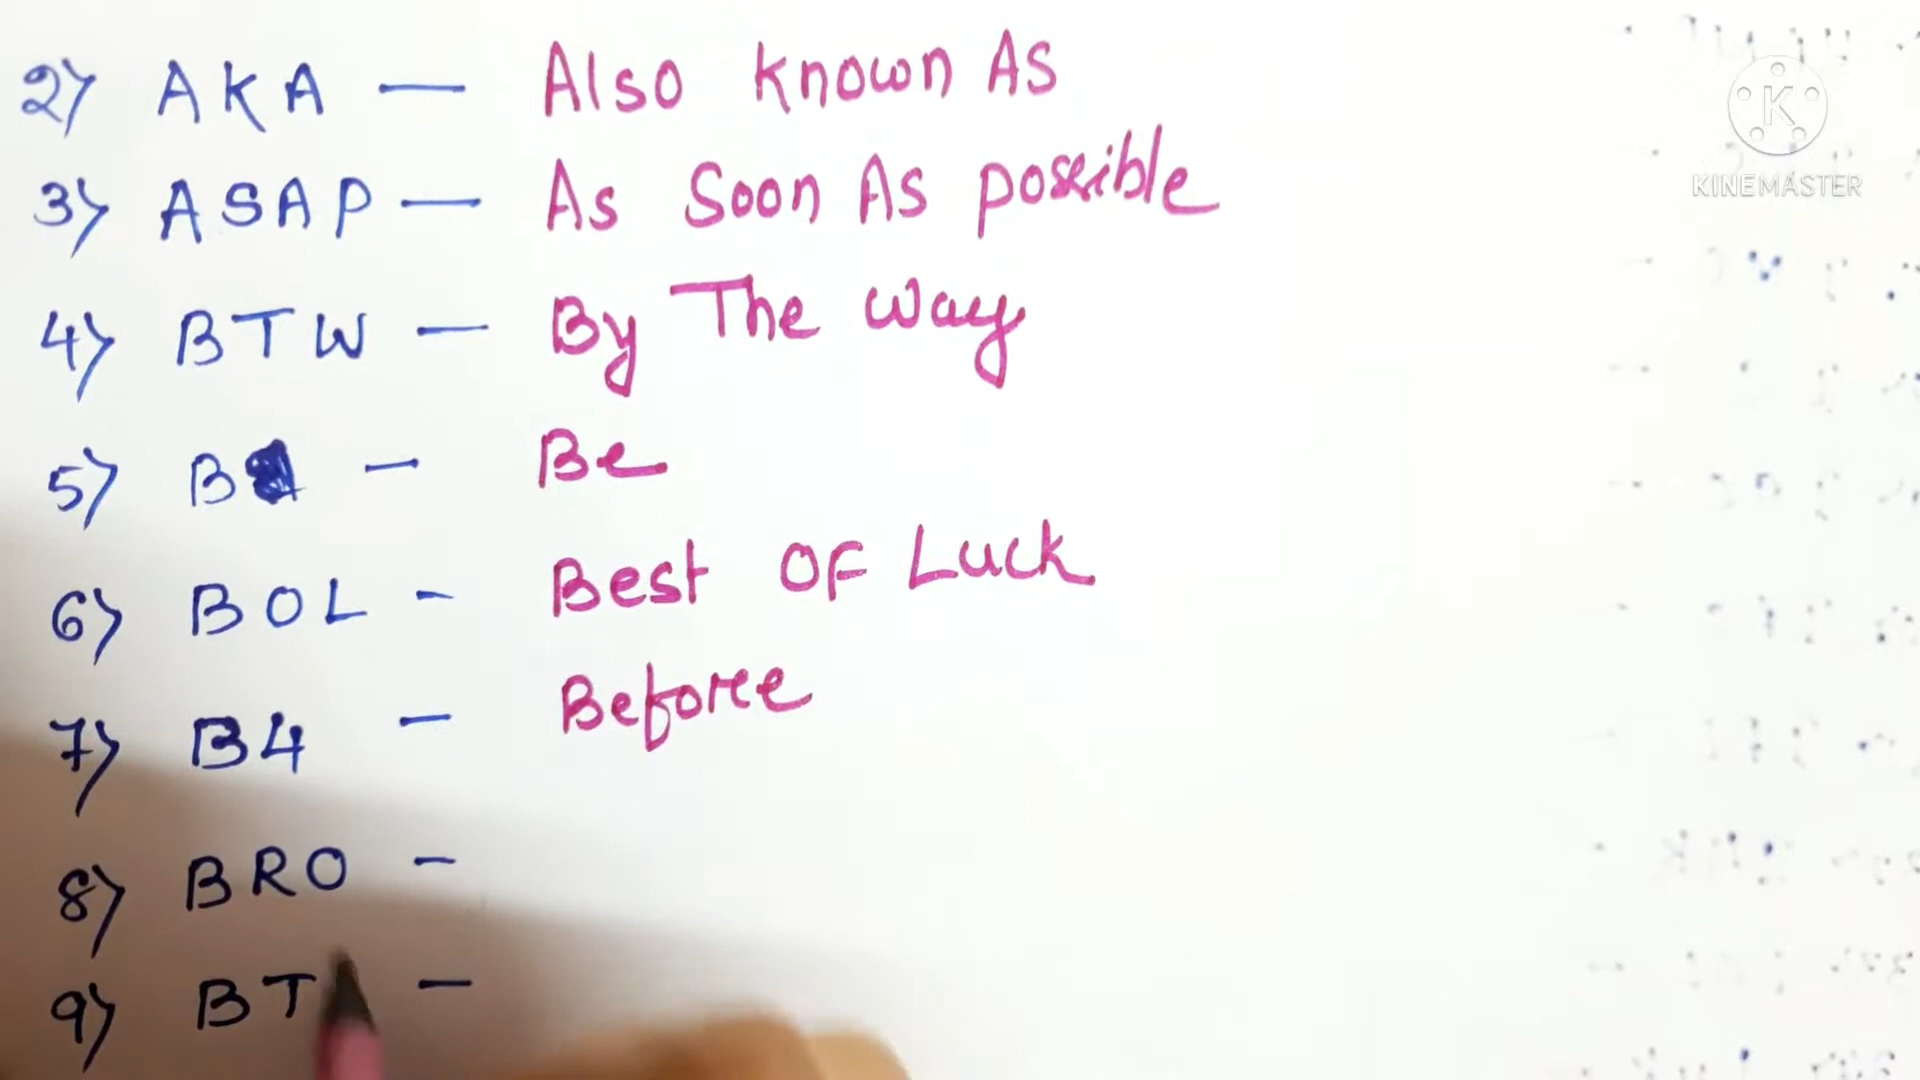 2) AKA — Also Known As
3) ASAP — As Soon As possible
4) BTW — By The way
5) B — Be
6) BOL - Best OF Luck
7) B4 - Before
8) BRO -
9) BT -
KINEMASTER